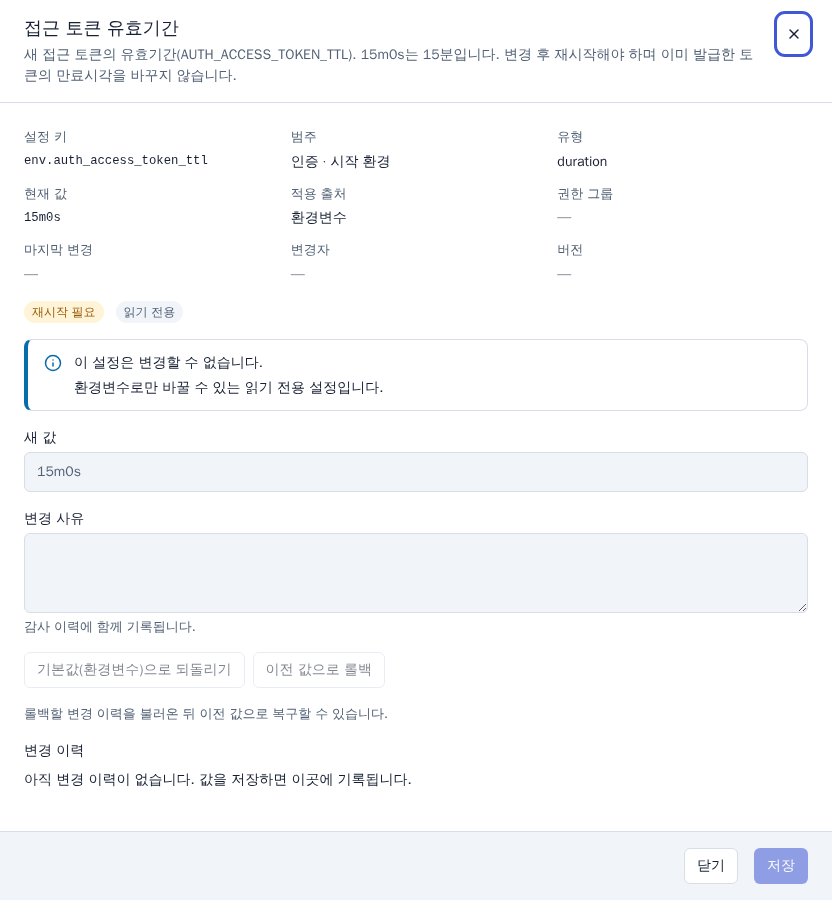 접근 토큰 유효기간
새 접근 토큰의 유효기간(AUTH_ACCESS_TOKEN_TTL). 15m0s는 15분입니다. 변경 후 재시작해야 하며 이미 발급한 토
큰의 만료시각을 바꾸지 않습니다.
설정 키
범주
유형
env.auth_access_token_ttl
인증 · 시작 환경
duration
현재 값
적용 출처
권한 그룹
15m0s
환경변수
—
마지막 변경
변경자
버전
—
—
—
재시작 필요
읽기 전용
이 설정은 변경할 수 없습니다.
환경변수로만 바꿀 수 있는 읽기 전용 설정입니다.
새 값
15m0s
변경 사유
감사 이력에 함께 기록됩니다.
기본값(환경변수)으로 되돌리기
이전 값으로 롤백
롤백할 변경 이력을 불러온 뒤 이전 값으로 복구할 수 있습니다.
변경 이력
아직 변경 이력이 없습니다. 값을 저장하면 이곳에 기록됩니다.
닫기
저장